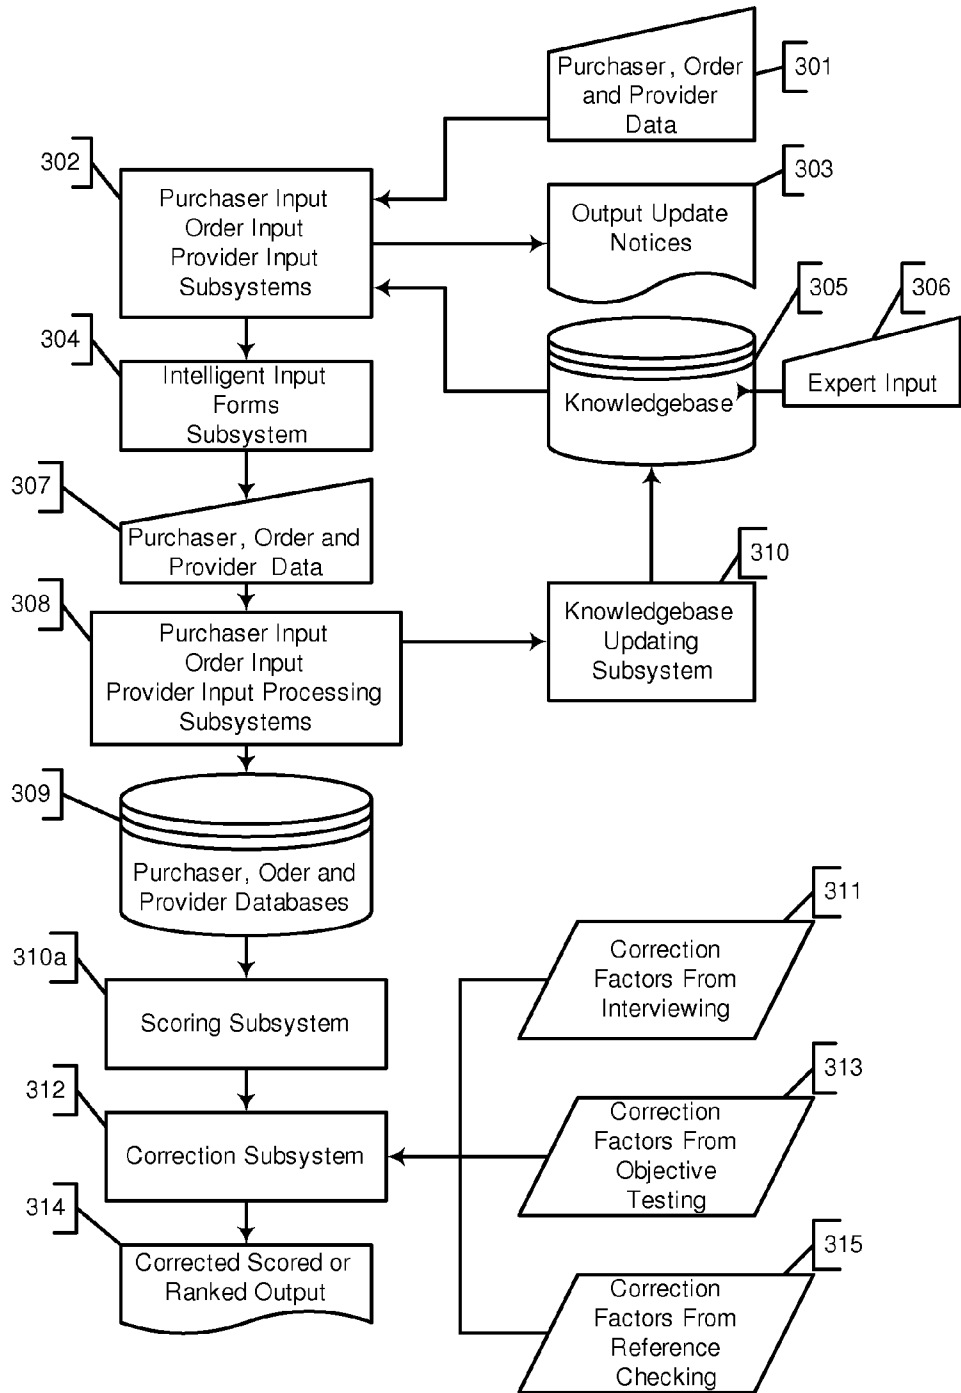 301
Purchaser, Order
and Provider
Data
302
Purchaser Input
Order Input
Provider Input
Subsystems
303
Output Update
Notices
304
Intelligent Input
Forms
Subsystem
305
Knowledgebase
306
Expert Input
307
Purchaser, Order and
Provider Data
308
Purchaser Input
Order Input
Provider Input Processing
Subsystems
310
Knowledgebase
Updating
Subsystem
309
Purchaser, Oder and
Provider Databases
310a
Scoring Subsystem
311
Correction
Factors From
Interviewing
312
Correction Subsystem
313
Correction
Factors From
Objective
Testing
314
Corrected Scored or
Ranked Output
315
Correction
Factors From
Reference
Checking